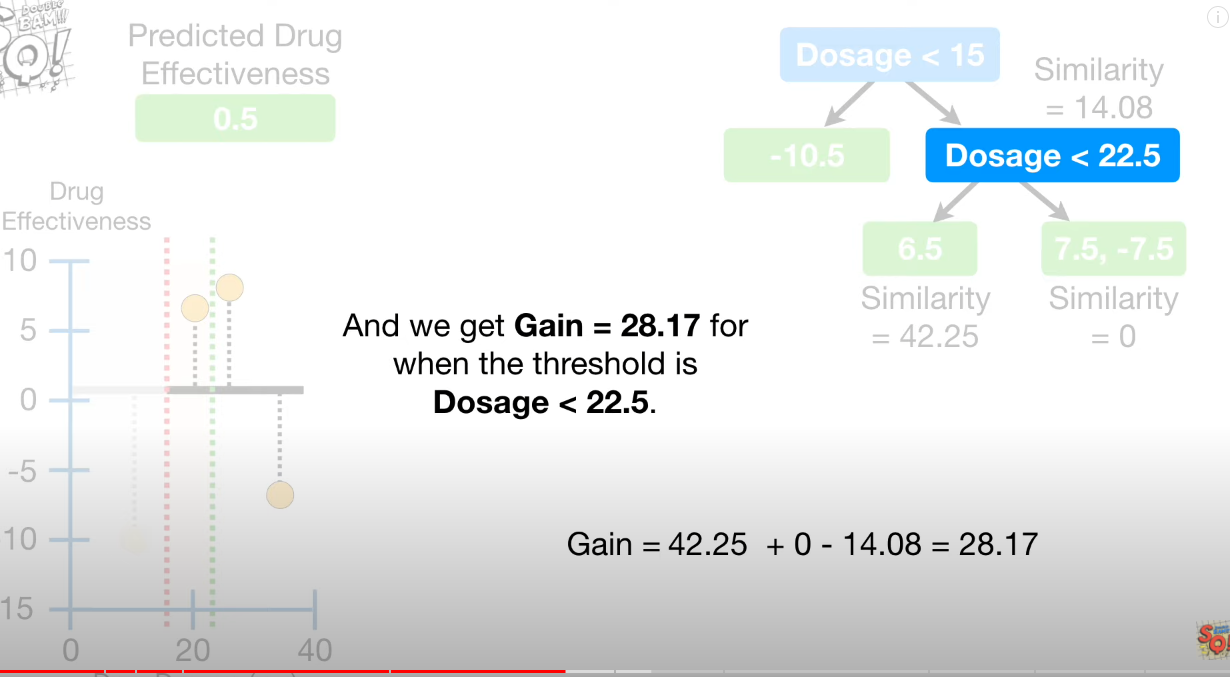 DOUBLE
BAM!!!
Q!
Predicted Drug
Effectiveness
0.5
Dosage < 15
Similarity
= 14.08
-10.5
Dosage < 22.5
6.5
7.5, -7.5
Similarity
= 42.25
Similarity
= 0
Drug
Effectiveness
10
5
0
-5
-10
15
0
20
40
And we get Gain = 28.17 for
when the threshold is
Dosage < 22.5.
Gain = 42.25 + 0 - 14.08 = 28.17